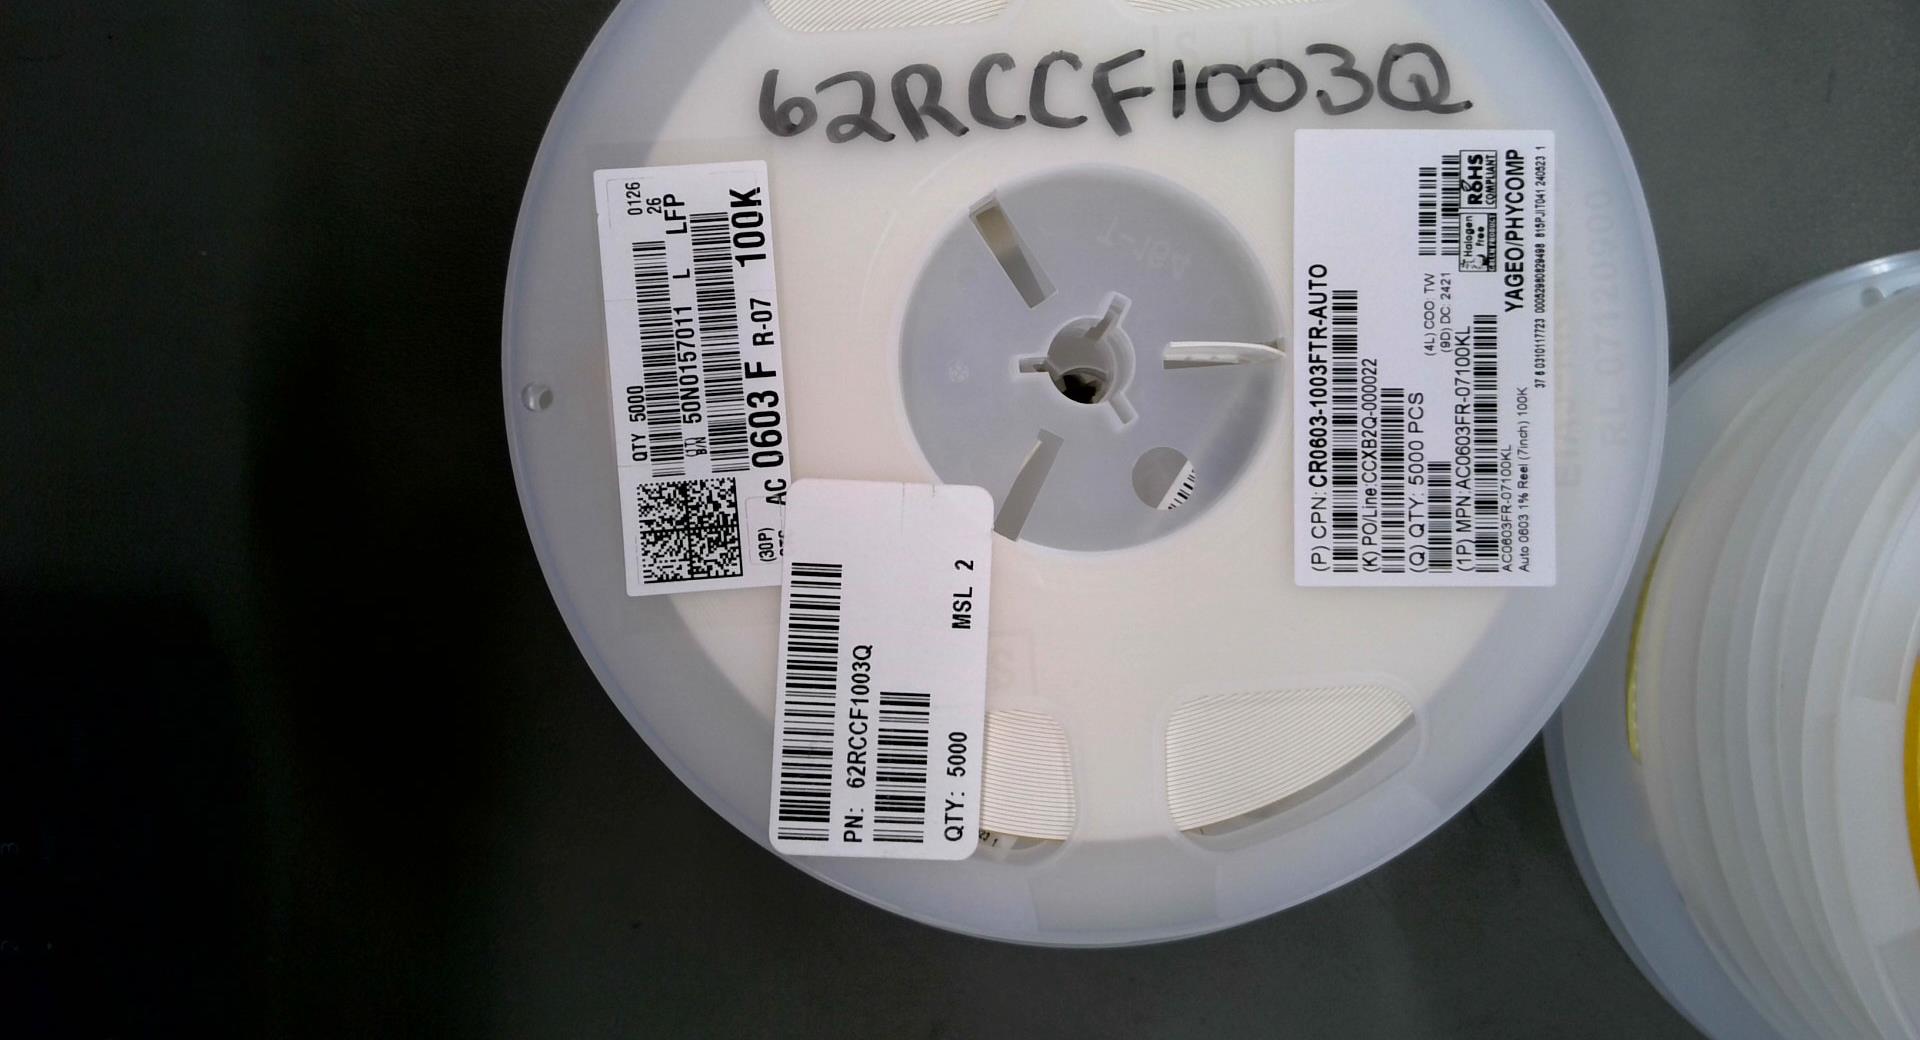 62RCCF1003Q
0126
26
QTY 5000
LFP
(1T) 50N0157011 L
B/N
AC 0603 F R-07 100K
(30P)
PN: 62RCCF1003Q
QTY: 5000 MSL 2
(P) CPN: CR0603-1003FTR-AUTO
(K) PO/Line:CCXB2Q-000022
(Q) QTY: 5000 PCS
(4L) COO: TW
(9D) DC: 2421
(1P) MPN:AC0603FR-07100KL
AC0603FR-07100KL
Auto 0603 1% Reel (7inch) 100K
Halogen Free
RoHS
COMPLIANT
YAGEO/PHYCOMP